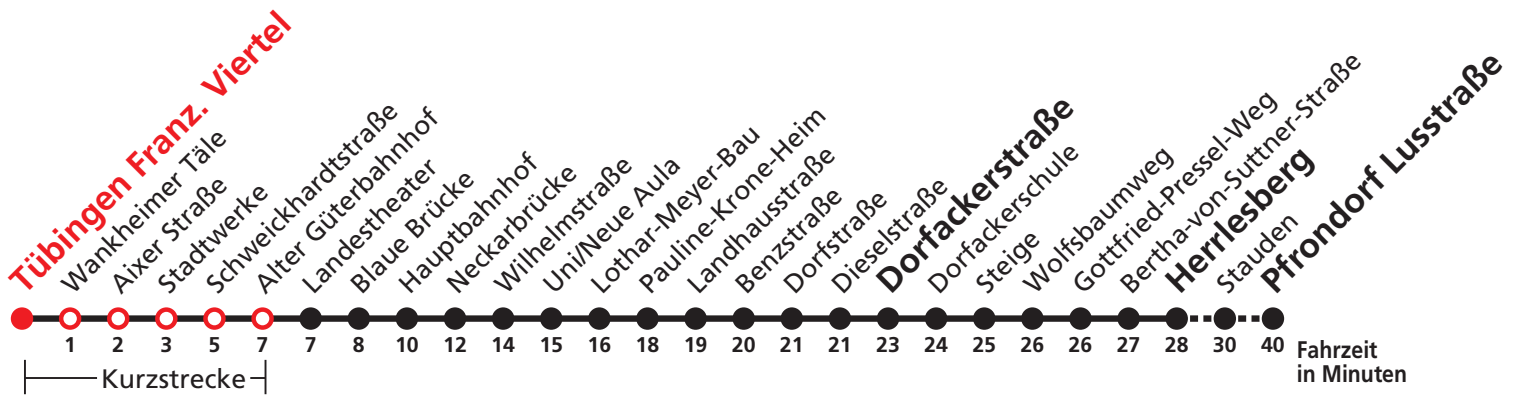 Tübingen Franz. Viertel
Wankheimer Täle
Aixer Straße
Stadtwerke
Schweickhardtstraße
Alter Güterbahnhof
Landestheater
Blaue Brücke
Hauptbahnhof
Neckarbrücke
Wilhelmstraße
Uni/Neue Aula
Lothar-Meyer-Bau
Pauline-Krone-Heim
Landhausstraße
Benzstraße
Dorfstraße
Dieselstraße
Dorfackerstraße
Dorfackerschule
Steige
Wolfsbaumweg
Gottfried-Pressel-Weg
Bertha-von-Suttner-Straße
Herrlesberg
Stauden
Pfrondorf Lusstraße
1 2 3 5 7 7 8 10 12 14 15 16 18 19 20 21 21 23 24 25 26 26 27 28 30 40
Fahrzeit
in Minuten
Kurzstrecke